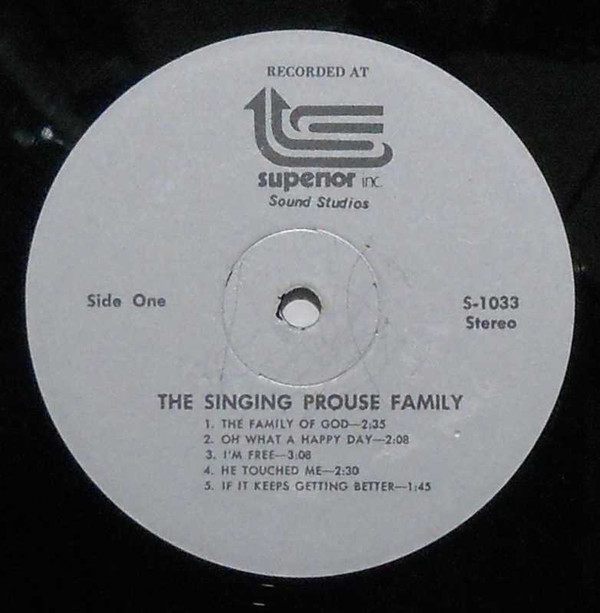 RECORDED AT
superior INC.
Sound Studios
Side One
S-1033
Stereo
THE SINGING PROUSE FAMILY
1. THE FAMILY OF GOD—2:35
2. OH WHAT A HAPPY DAY—2:08
3. I'M FREE—3:08
4. HE TOUCHED ME—2:30
5. IF IT KEEPS GETTING BETTER—1:45